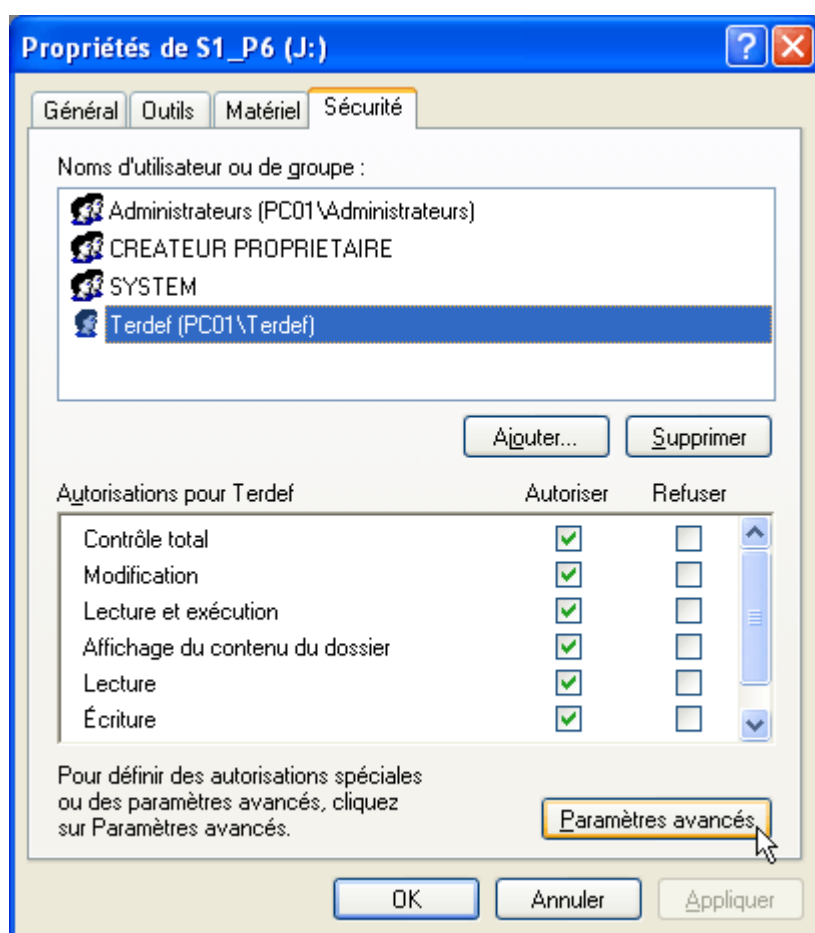 Propriétés de S1_P6 (J:)
Général Outils Matériel Sécurité
Noms d'utilisateur ou de groupe :
Administrateurs (PC01\Administrateurs)
CREATEUR PROPRIETAIRE
SYSTEM
Terdef (PC01\Terdef)
Ajouter... Supprimer
Autorisations pour Terdef Autoriser Refuser
Contrôle total
Modification
Lecture et exécution
Affichage du contenu du dossier
Lecture
Écriture
Pour définir des autorisations spéciales
ou des paramètres avancés, cliquez
sur Paramètres avancés.
Paramètres avancés
OK Annuler Appliquer